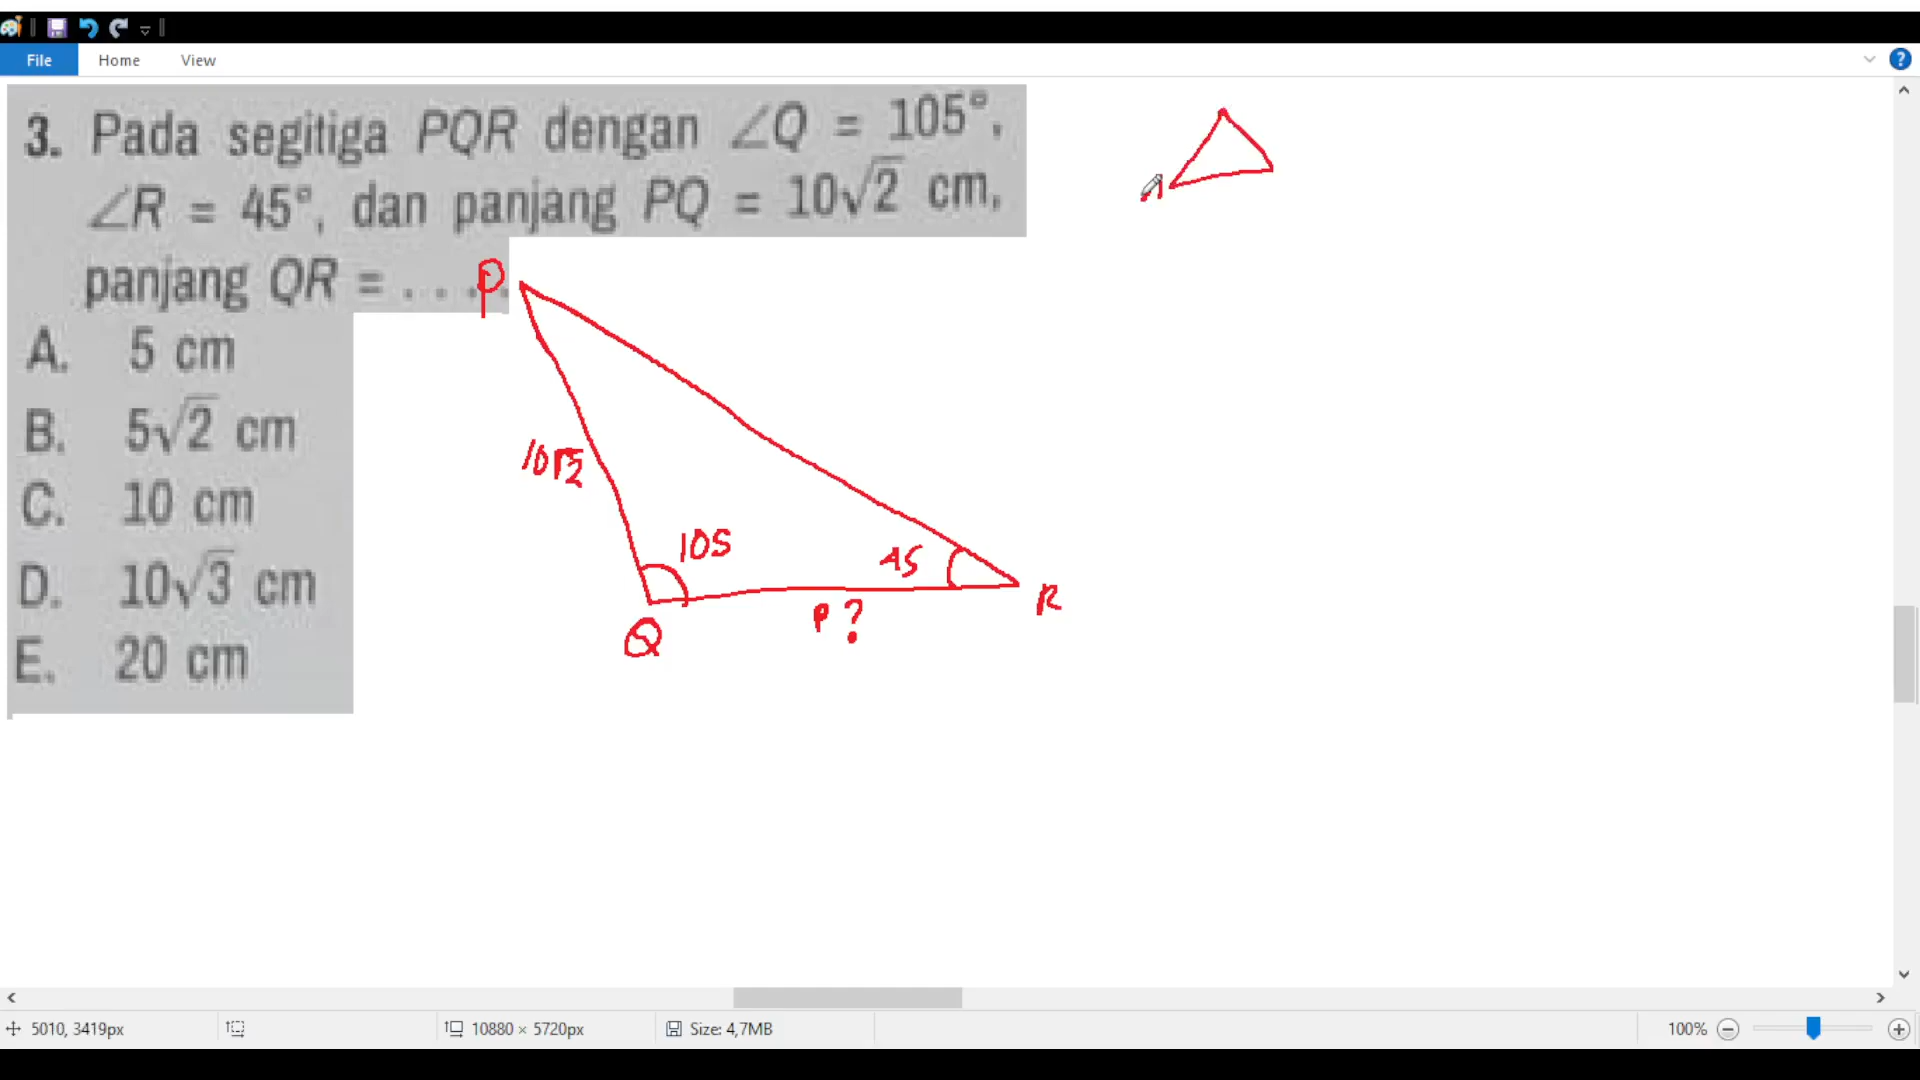 File Home View
3. Pada segitiga PQR dengan ∠Q = 105°,
∠R = 45°, dan panjang PQ = 10√2 cm,
panjang QR = . . . .
A. 5 cm
B. 5√2 cm
C. 10 cm
D. 10√3 cm
E. 20 cm
P
10√2
105
45
P ?
R
Q
5010, 3419px
10880 × 5720px
Size: 4,7MB
100%